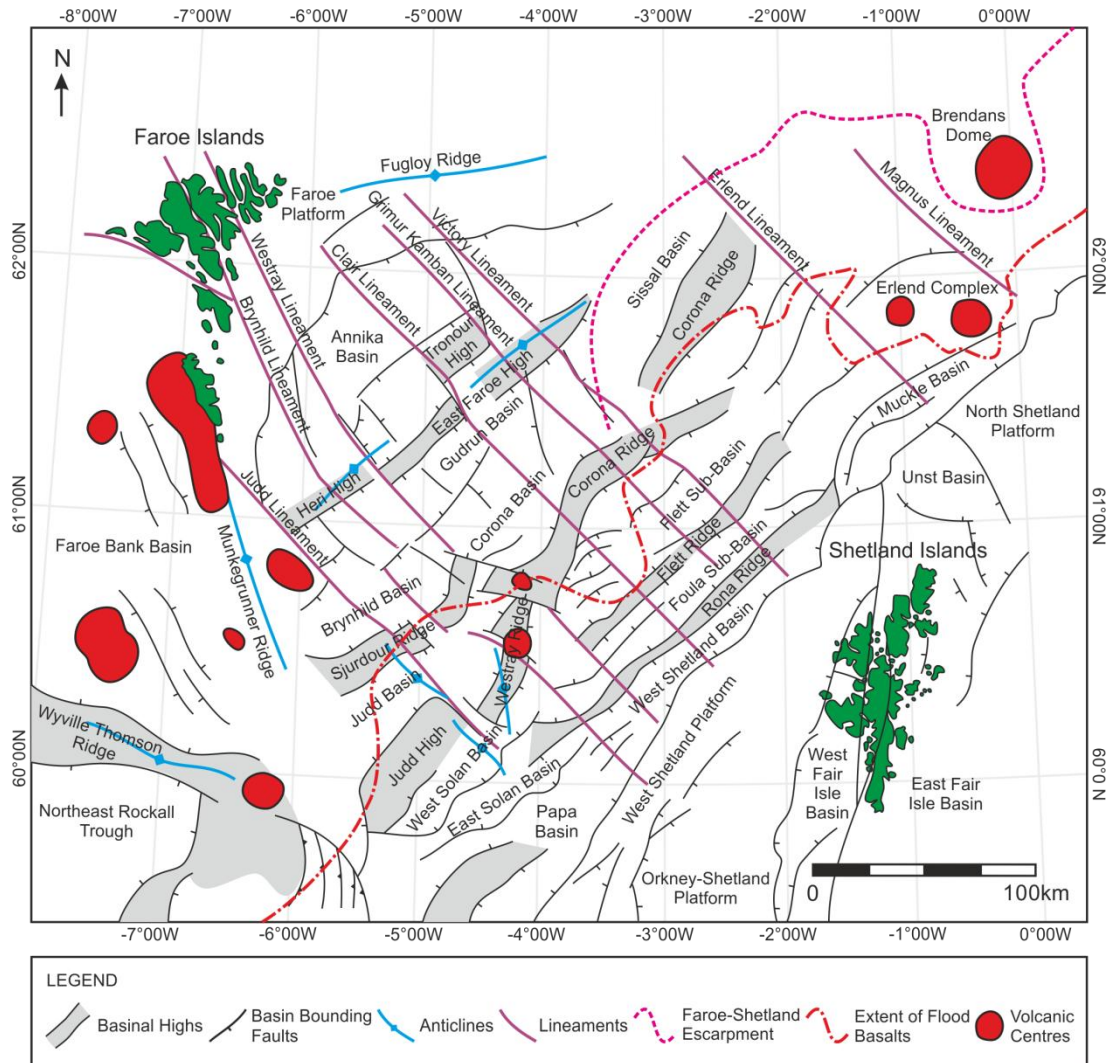 -8°00'W -7°00'W -6°00'W -5°00'W -4°00'W -3°00'W -2°00'W -1°00'W 0°00'W
N
Faroe Islands
Fugloy Ridge
Faroe
Platform
Brendans
Dome
Magnus Lineament
Erlend Lineament
Victory Lineament
Grimur Kamban Lineament
Clair Lineament
Westray Lineament
Brynhild Lineament
62°00'N
62°00'N
Sissal Basin
Corona Ridge
Erlend Complex
Annika
Basin
Tronour
High
East Faroe High
Gudrun Basin
Muckle Basin
North Shetland
Platform
Corona Ridge
Heri High
Judd Lineament
Corona Basin
Flett Sub-Basin
Unst Basin
61°00'N
61°00'N
Faroe Bank Basin
Munkegrunner Ridge
Flett Ridge
Foula Sub-Basin
Rona Ridge
Shetland Islands
Brynhild Basin
Sjurdour Ridge
Westray Ridge
West Shetland Basin
Judd Basin
Wyville Thomson
Ridge
Judd High
West Solan Basin
East Solan Basin
West Shetland Platform
60°00'N
60°0 N
West
Fair
Isle
Basin
East Fair
Isle Basin
Northeast Rockall
Trough
Papa
Basin
Orkney-Shetland
Platform
0 100km
-7°00'W -6°00'W -5°00'W -4°00'W -3°00'W -2°00'W -1°00'W 0°00'W
LEGEND
Basinal Highs
Basin Bounding
Faults
Anticlines
Lineaments
Faroe-Shetland
Escarpment
Extent of Flood
Basalts
Volcanic
Centres